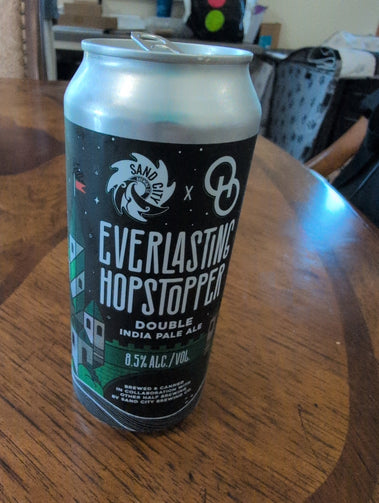 SAND CITY
X
EVERLASTING
HOPSTOPPER
DOUBLE
INDIA PALE ALE
8.5% ALC./VOL.
BREWED & CANNED
IN COLLABORATION WITH
OTHER HALF BREWING CO.
BY SAND CITY BREWING CO.